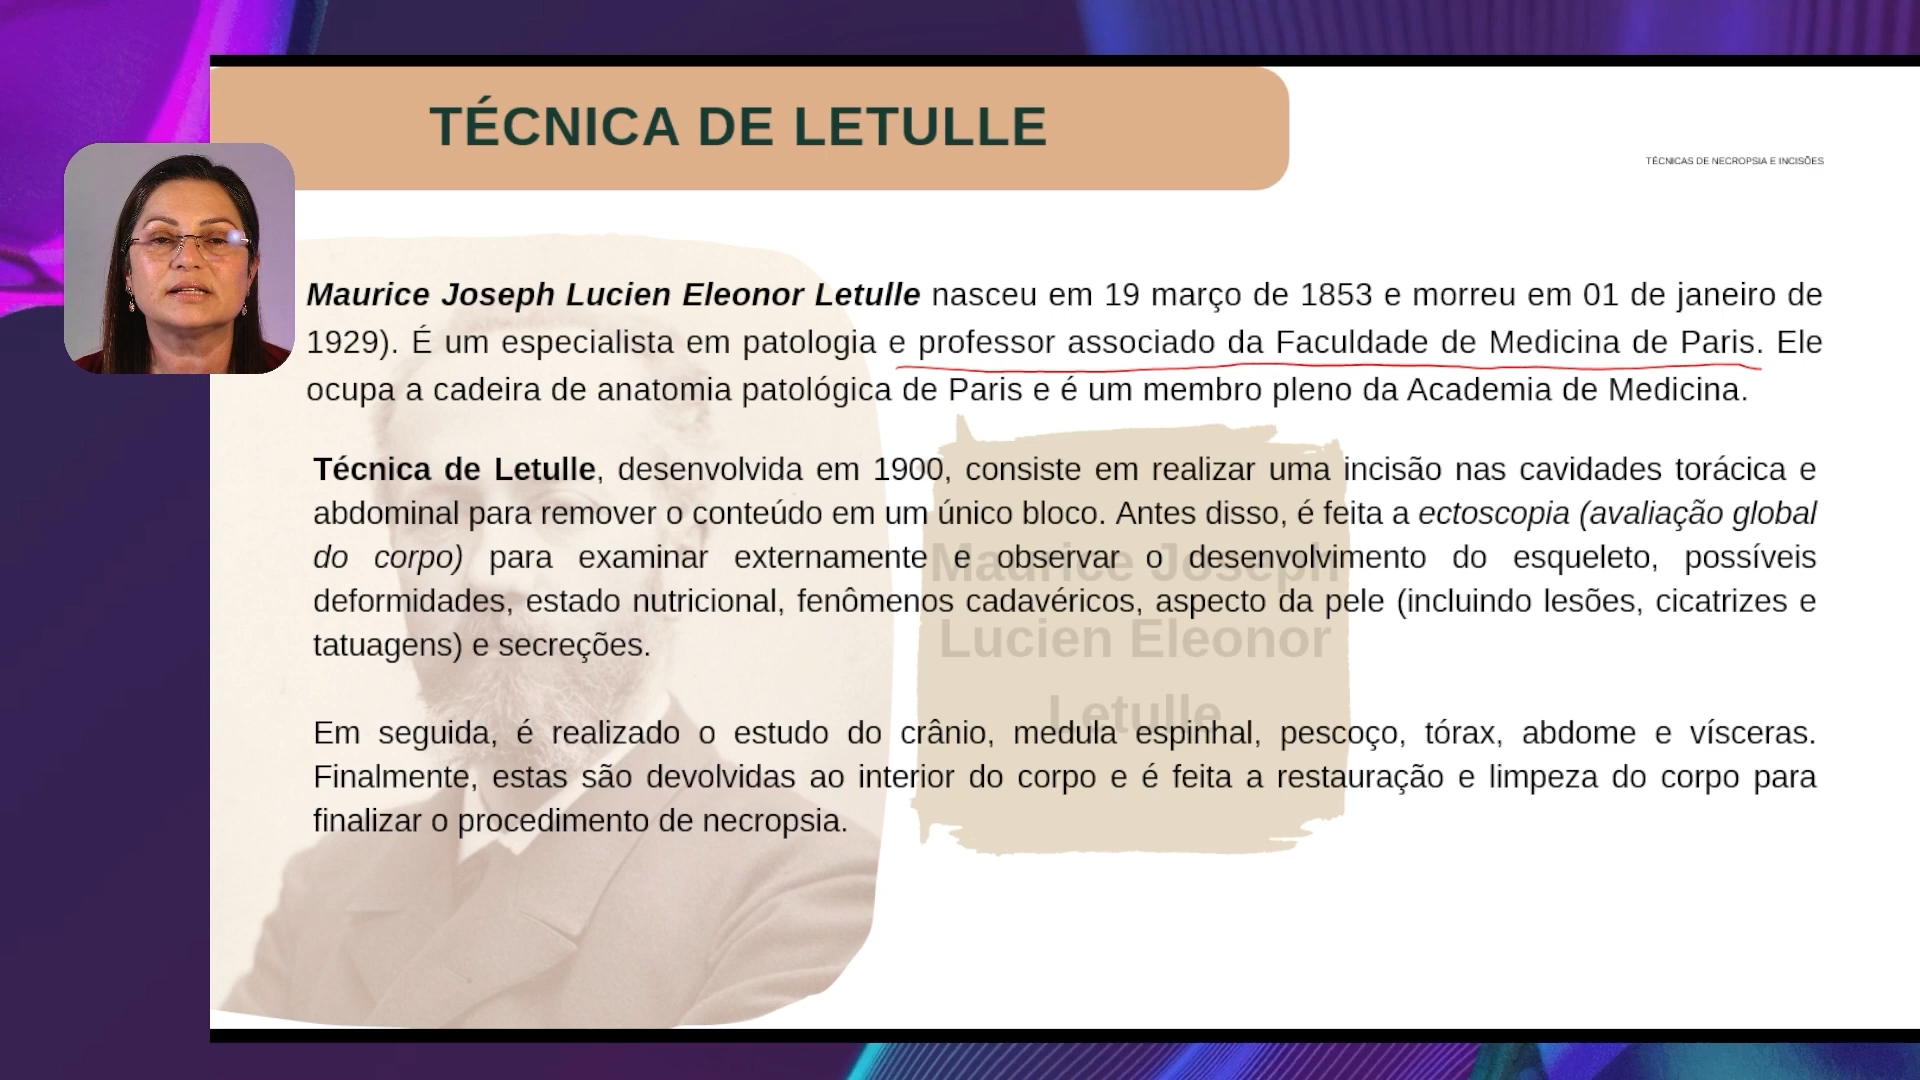 TÉCNICA DE LETULLE
TÉCNICAS DE NECROPSIA E INCISÕES
Maurice Joseph Lucien Eleonor Letulle nasceu em 19 março de 1853 e morreu em 01 de janeiro de
1929). É um especialista em patologia e professor associado da Faculdade de Medicina de Paris. Ele
ocupa a cadeira de anatomia patológica de Paris e é um membro pleno da Academia de Medicina.
Técnica de Letulle, desenvolvida em 1900, consiste em realizar uma incisão nas cavidades torácica e
abdominal para remover o conteúdo em um único bloco. Antes disso, é feita a ectoscopia (avaliação global
do corpo) para examinar externamente e observar o desenvolvimento do esqueleto, possíveis
deformidades, estado nutricional, fenômenos cadavéricos, aspecto da pele (incluindo lesões, cicatrizes e
tatuagens) e secreções.
Em seguida, é realizado o estudo do crânio, medula espinhal, pescoço, tórax, abdome e vísceras.
Finalmente, estas são devolvidas ao interior do corpo e é feita a restauração e limpeza do corpo para
finalizar o procedimento de necropsia.
Maurice Joseph
Lucien Eleonor
Letulle